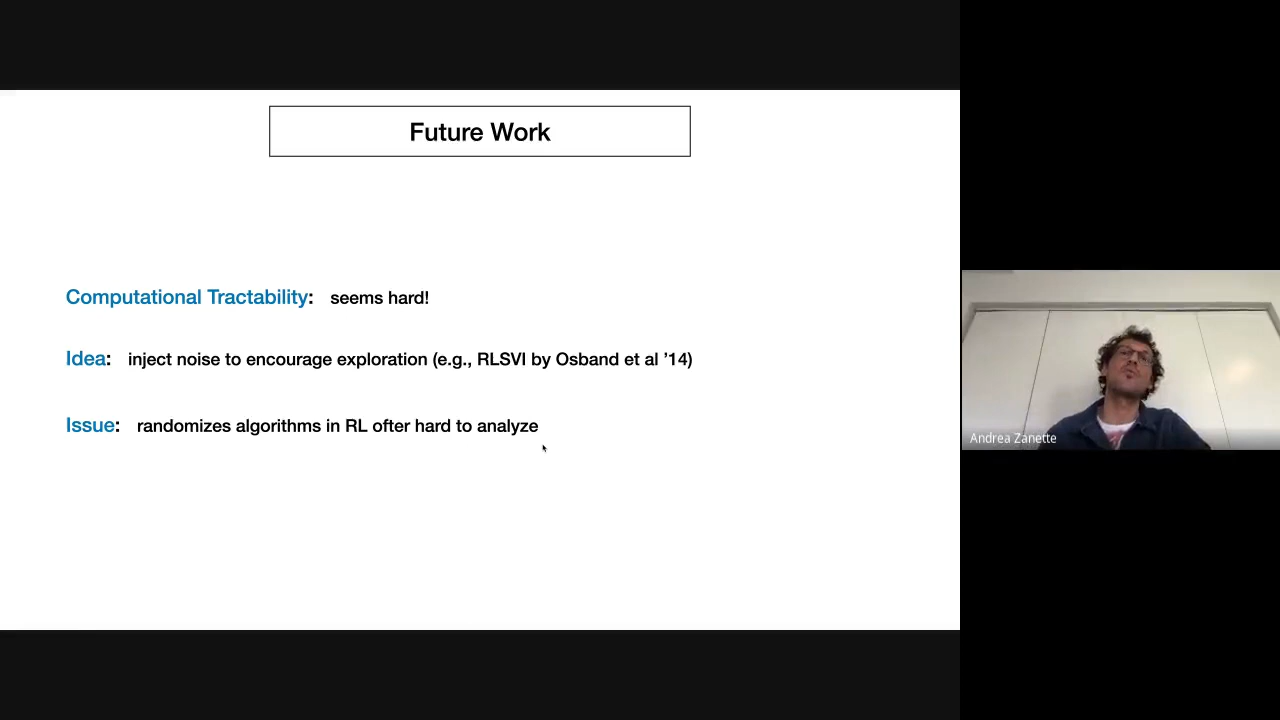 Future Work
Computational Tractability: seems hard!
Idea: inject noise to encourage exploration (e.g., RLSVI by Osband et al ’14)
Issue: randomizes algorithms in RL ofter hard to analyze
Andrea Zanette